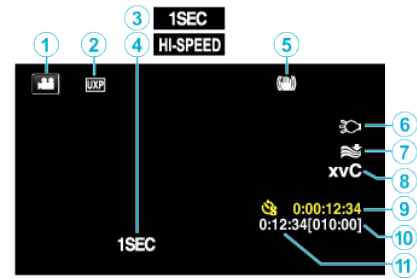 3 1SEC
4 HI-SPEED
1 2 5
UXP
6
7
xvC 8
0:00:12:34 9
0:12:34[010:00] 10
1SEC
11